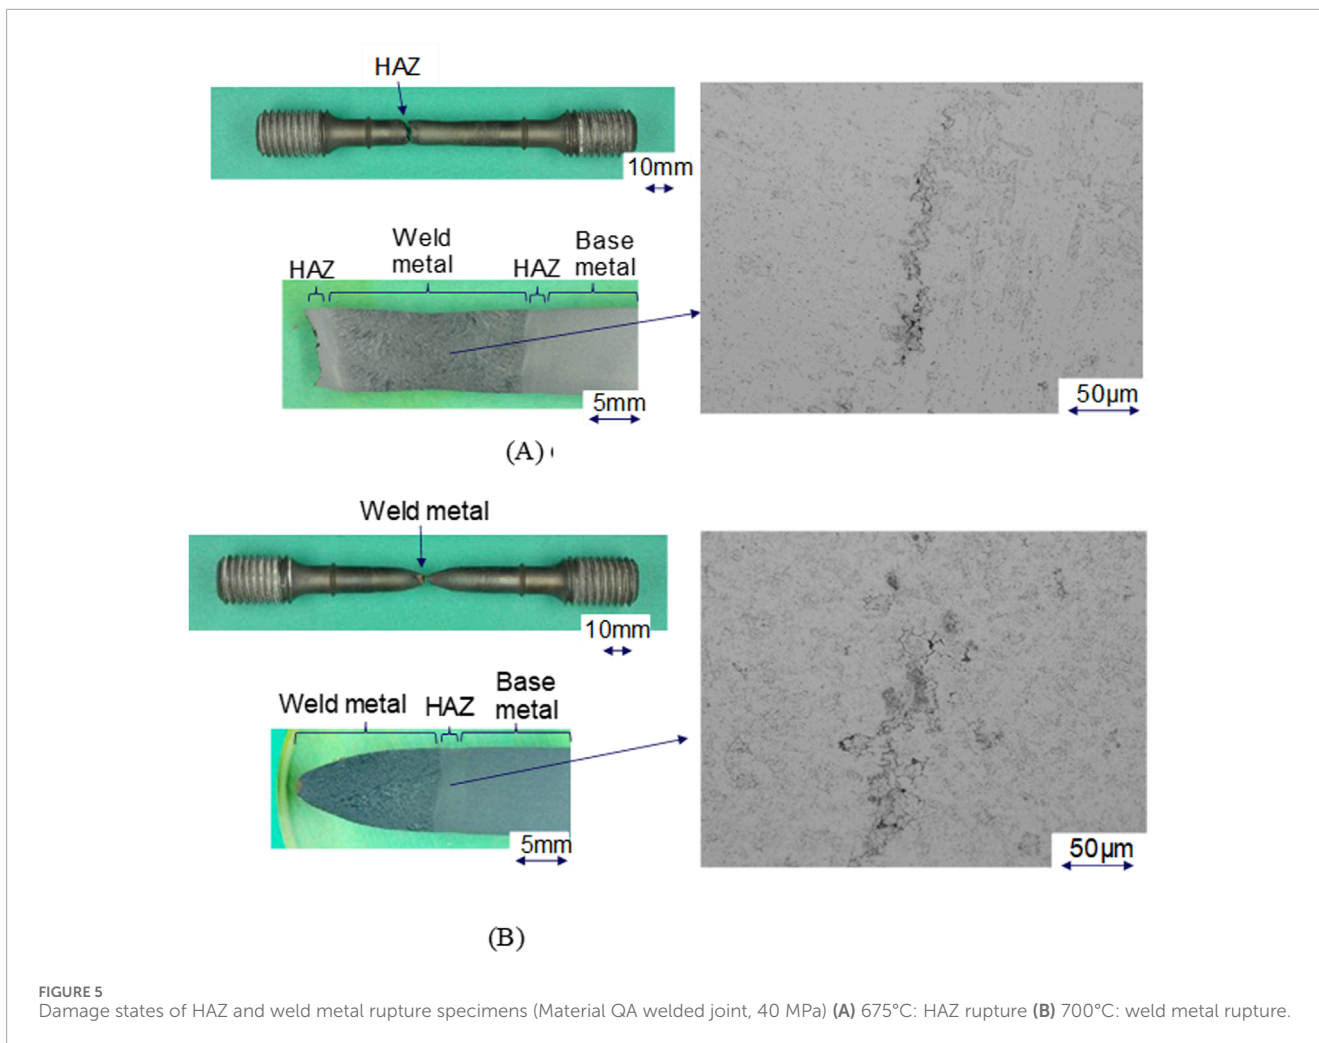 HAZ
10mm
Weld
metal
Base
metal
HAZ
HAZ
5mm
50µm
(A)
Weld metal
10mm
Weld metal
HAZ
Base
metal
5mm
50µm
(B)
FIGURE 5
Damage states of HAZ and weld metal rupture specimens (Material QA welded joint, 40 MPa) (A) 675°C: HAZ rupture (B) 700°C: weld metal rupture.